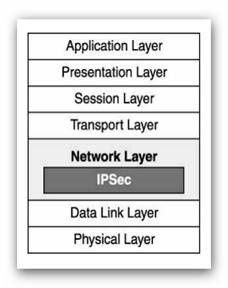 Application Layer
Presentation Layer
Session Layer
Transport Layer
Network Layer
IPSec
Data Link Layer
Physical Layer